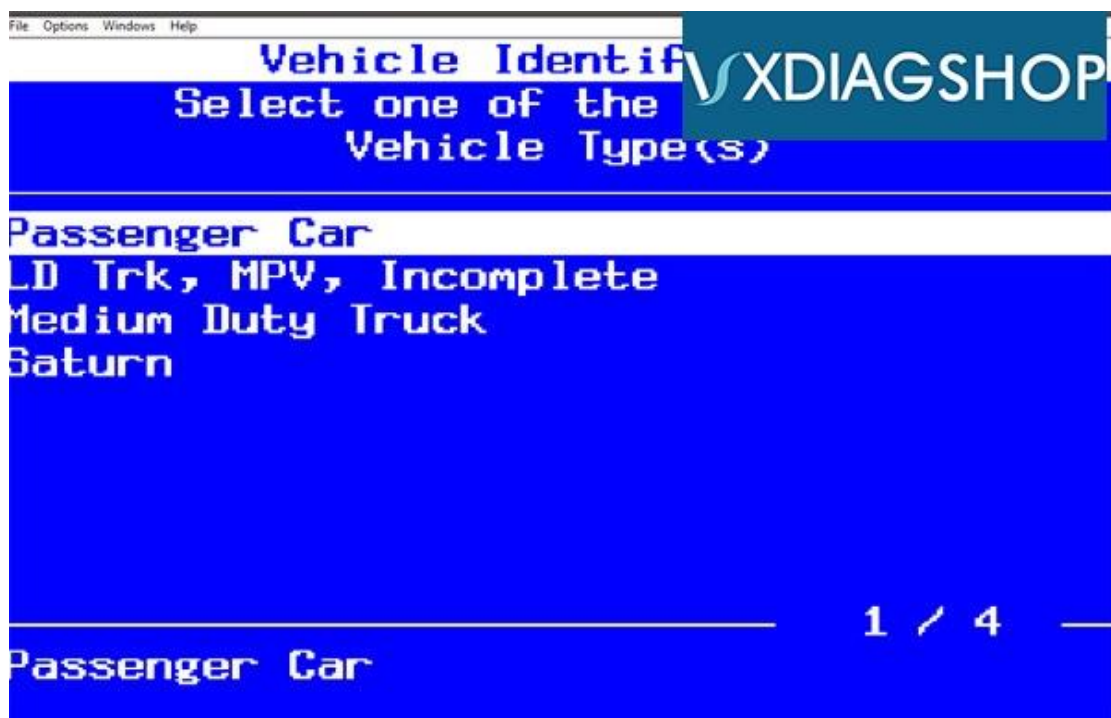 File Options Windows Help
Vehicle Identif
VXDIAGSHOP
Select one of the
Vehicle Type(s)
Passenger Car
LD Trk, MPV, Incomplete
Medium Duty Truck
Saturn
1 / 4
Passenger Car